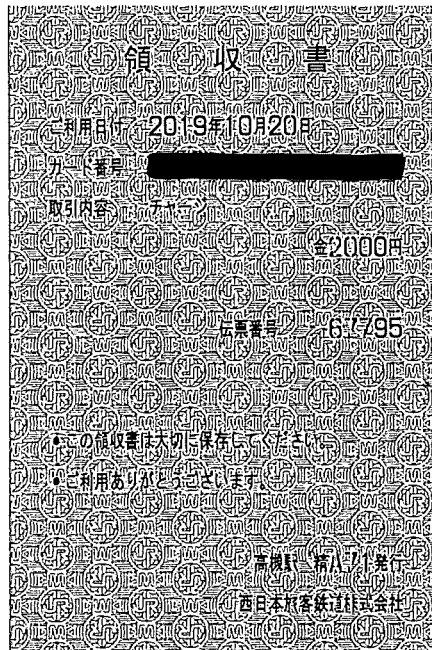 領収書
ご利用日付 2019年10月20日
カード番号
取引内容 チャージ
金2000円
伝票番号 67795
•この領収書は大切に保存してください。
•ご利用ありがとうございます。
高槻駅 発行
西日本旅客鉄道株式会社